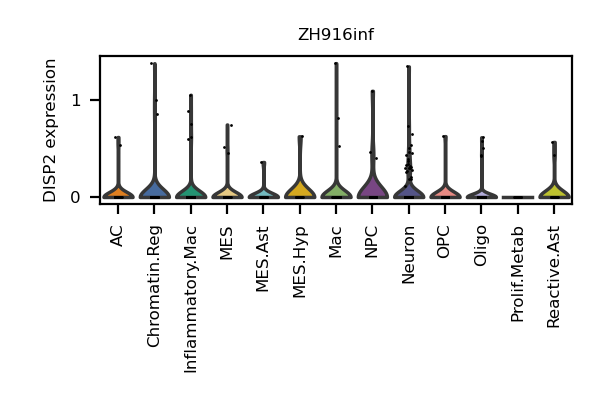 ZH916inf
DISP2 expression
1
0
AC
Chromatin.Reg
Inflammatory.Mac
MES
MES.Ast
MES.Hyp
Mac
NPC
Neuron
OPC
Oligo
Prolif.Metab
Reactive.Ast